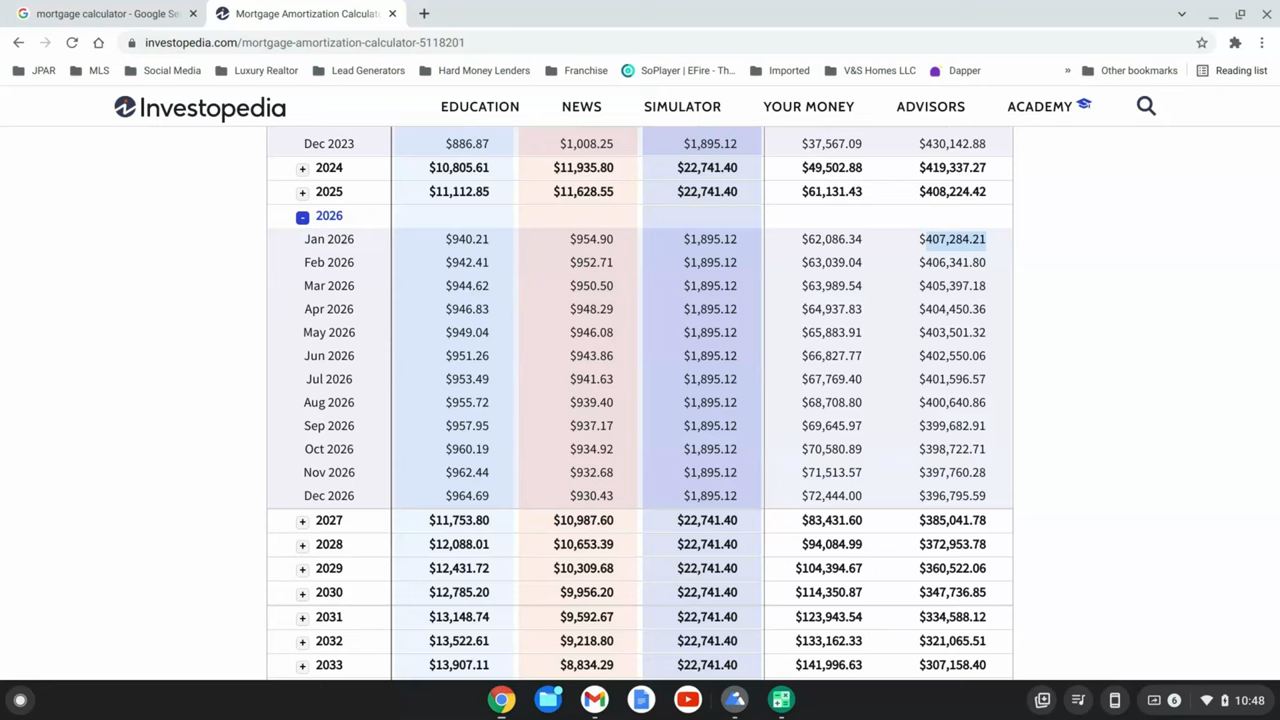 mortgage calculator - Google Se
Mortgage Amortization Calculat
investopedia.com/mortgage-amortization-calculator-5118201
JPAR MLS Social Media Luxury Realtor Lead Generators Hard Money Lenders Franchise SoPlayer | EFire - Th... Imported V&S Homes LLC Dapper » Other bookmarks Reading list
Investopedia EDUCATION NEWS SIMULATOR YOUR MONEY ADVISORS ACADEMY
Dec 2023 $886.87 $1,008.25 $1,895.12 $37,567.09 $430,142.88
+ 2024 $10,805.61 $11,935.80 $22,741.40 $49,502.88 $419,337.27
+ 2025 $11,112.85 $11,628.55 $22,741.40 $61,131.43 $408,224.42
- 2026
Jan 2026 $940.21 $954.90 $1,895.12 $62,086.34 $407,284.21
Feb 2026 $942.41 $952.71 $1,895.12 $63,039.04 $406,341.80
Mar 2026 $944.62 $950.50 $1,895.12 $63,989.54 $405,397.18
Apr 2026 $946.83 $948.29 $1,895.12 $64,937.83 $404,450.36
May 2026 $949.04 $946.08 $1,895.12 $65,883.91 $403,501.32
Jun 2026 $951.26 $943.86 $1,895.12 $66,827.77 $402,550.06
Jul 2026 $953.49 $941.63 $1,895.12 $67,769.40 $401,596.57
Aug 2026 $955.72 $939.40 $1,895.12 $68,708.80 $400,640.86
Sep 2026 $957.95 $937.17 $1,895.12 $69,645.97 $399,682.91
Oct 2026 $960.19 $934.92 $1,895.12 $70,580.89 $398,722.71
Nov 2026 $962.44 $932.68 $1,895.12 $71,513.57 $397,760.28
Dec 2026 $964.69 $930.43 $1,895.12 $72,444.00 $396,795.59
+ 2027 $11,753.80 $10,987.60 $22,741.40 $83,431.60 $385,041.78
+ 2028 $12,088.01 $10,653.39 $22,741.40 $94,084.99 $372,953.78
+ 2029 $12,431.72 $10,309.68 $22,741.40 $104,394.67 $360,522.06
+ 2030 $12,785.20 $9,956.20 $22,741.40 $114,350.87 $347,736.85
+ 2031 $13,148.74 $9,592.67 $22,741.40 $123,943.54 $334,588.12
+ 2032 $13,522.61 $9,218.80 $22,741.40 $133,162.33 $321,065.51
+ 2033 $13,907.11 $8,834.29 $22,741.40 $141,996.63 $307,158.40
6 10:48